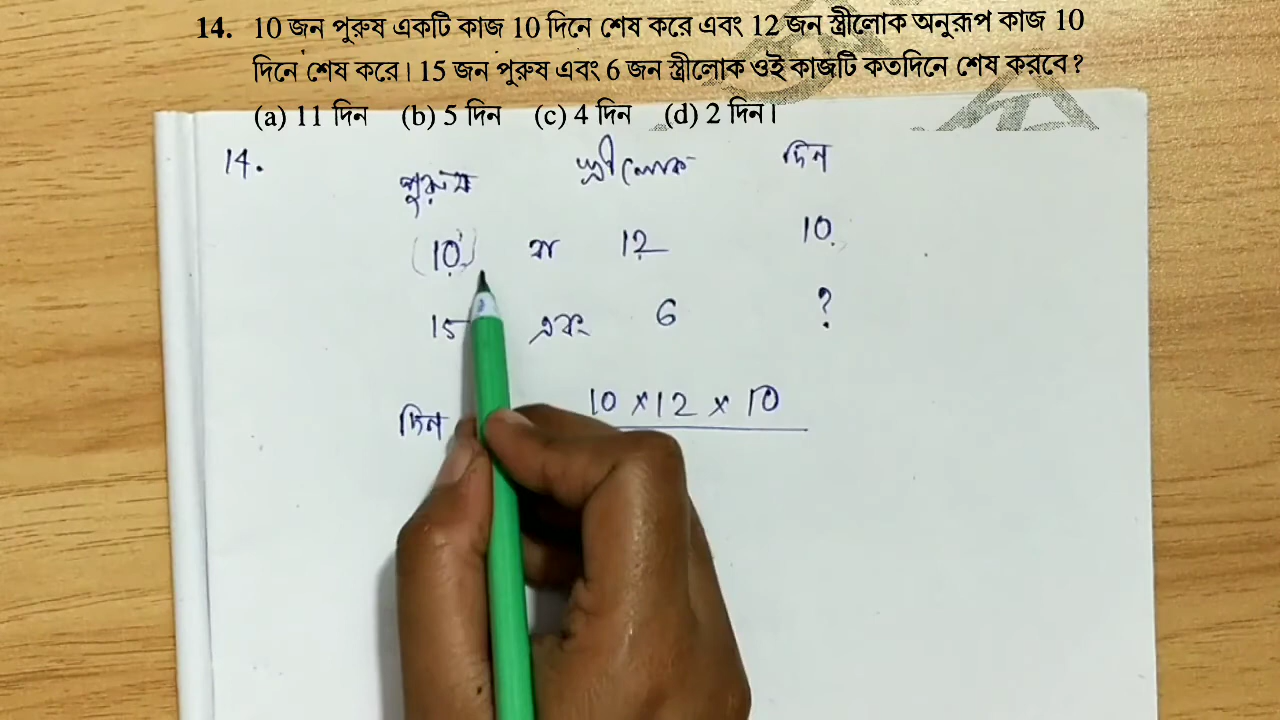 14. 10 জন পুরুষ একটি কাজ 10 দিনে শেষ করে এবং 12 জন স্ত্রীলোক অনুরূপ কাজ 10
দিনে শেষ করে। 15 জন পুরুষ এবং 6 জন স্ত্রীলোক ওই কাজটি কতদিনে শেষ করবে?
(a) 11 দিন (b) 5 দিন (c) 4 দিন (d) 2 দিন।
14.
পুরুষ স্ত্রীলোক দিন
(10) বা 12 10
15 এবং 6 ?
দিন 10 × 12 × 10